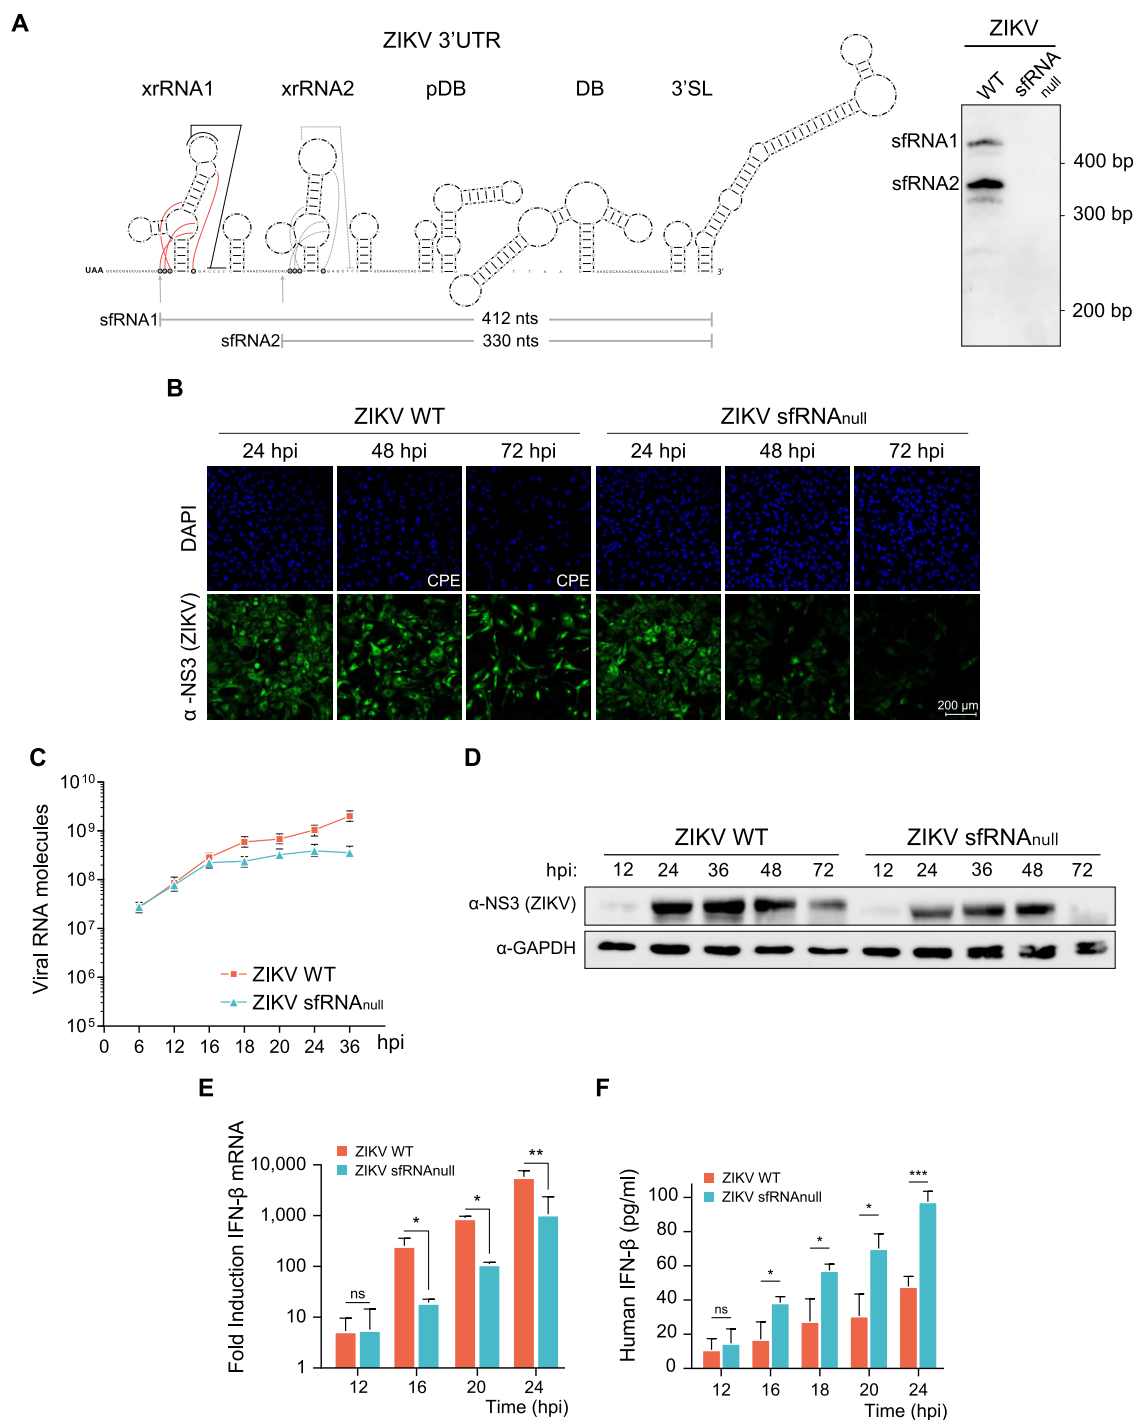 A
ZIKV 3'UTR
xrRNA1 xrRNA2 pDB DB 3'SL
UAA
3'
sfRNA1 412 nts
sfRNA2 330 nts
ZIKV
WT sfRNA null
sfRNA1
sfRNA2
400 bp
300 bp
200 bp
B
ZIKV WT ZIKV sfRNAnull
24 hpi 48 hpi 72 hpi 24 hpi 48 hpi 72 hpi
DAPI
CPE CPE
α -NS3 (ZIKV)
200 µm
C
Viral RNA molecules
10¹⁰
10⁹
10⁸
10⁷
10⁶
10⁵
ZIKV WT
ZIKV sfRNAnull
0 6 12 16 18 20 24 36 hpi
D
ZIKV WT ZIKV sfRNAnull
hpi: 12 24 36 48 72 12 24 36 48 72
α-NS3 (ZIKV)
α-GAPDH
E
Fold Induction IFN-β mRNA
ZIKV WT
ZIKV sfRNAnull
10,000
1,000
100
10
1
ns * * **
12 16 20 24
Time (hpi)
F
Human IFN-β (pg/ml)
ZIKV WT
ZIKV sfRNAnull
100
80
60
40
20
0
ns * * * ***
12 16 18 20 24
Time (hpi)